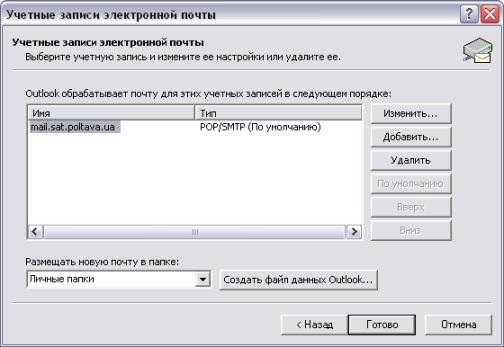 Учетные записи электронной почты
Учетные записи электронной почты
Выберите учетную запись и измените ее настройки или удалите ее.
Outlook обрабатывает почту для этих учетных записей в следующем порядке:
Имя Тип
mail.sat.poltava.ua POP/SMTP (По умолчанию)
Изменить...
Добавить...
Удалить
По умолчанию
Вверх
Вниз
Размещать новую почту в папке:
Личные папки Создать файл данных Outlook...
< Назад Готово Отмена